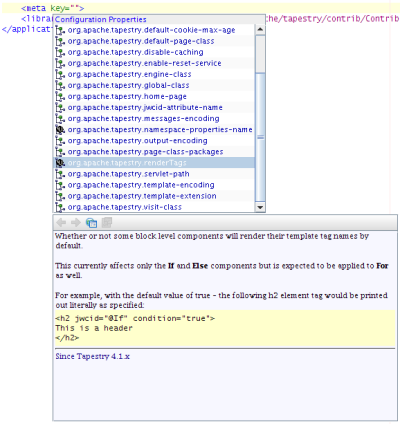 <meta key="">
Configuration Properties
<librar
che/tapestry/contrib/Contrib
org.apache.tapestry.default-cookie-max-age
</applicati
org.apache.tapestry.default-page-class
org.apache.tapestry.disable-caching
org.apache.tapestry.enable-reset-service
org.apache.tapestry.engine-class
org.apache.tapestry.global-class
org.apache.tapestry.home-page
org.apache.tapestry.jwcid-attribute-name
org.apache.tapestry.messages-encoding
org.apache.tapestry.namespace-properties-name
org.apache.tapestry.output-encoding
org.apache.tapestry.page-class-packages
org.apache.tapestry.renderTags
org.apache.tapestry.servlet-path
org.apache.tapestry.template-encoding
org.apache.tapestry.template-extension
org.apache.tapestry.visit-class
Whether or not some block level components will render their template tag names by
default.
This currently affects only the If and Else components but is expected to be applied to For
as well.
For example, with the default value of true - the following h2 element tag would be printed
out literally as specified:
<h2 jwcid="@If" condition="true">
This is a header
</h2>
Since Tapestry 4.1.x